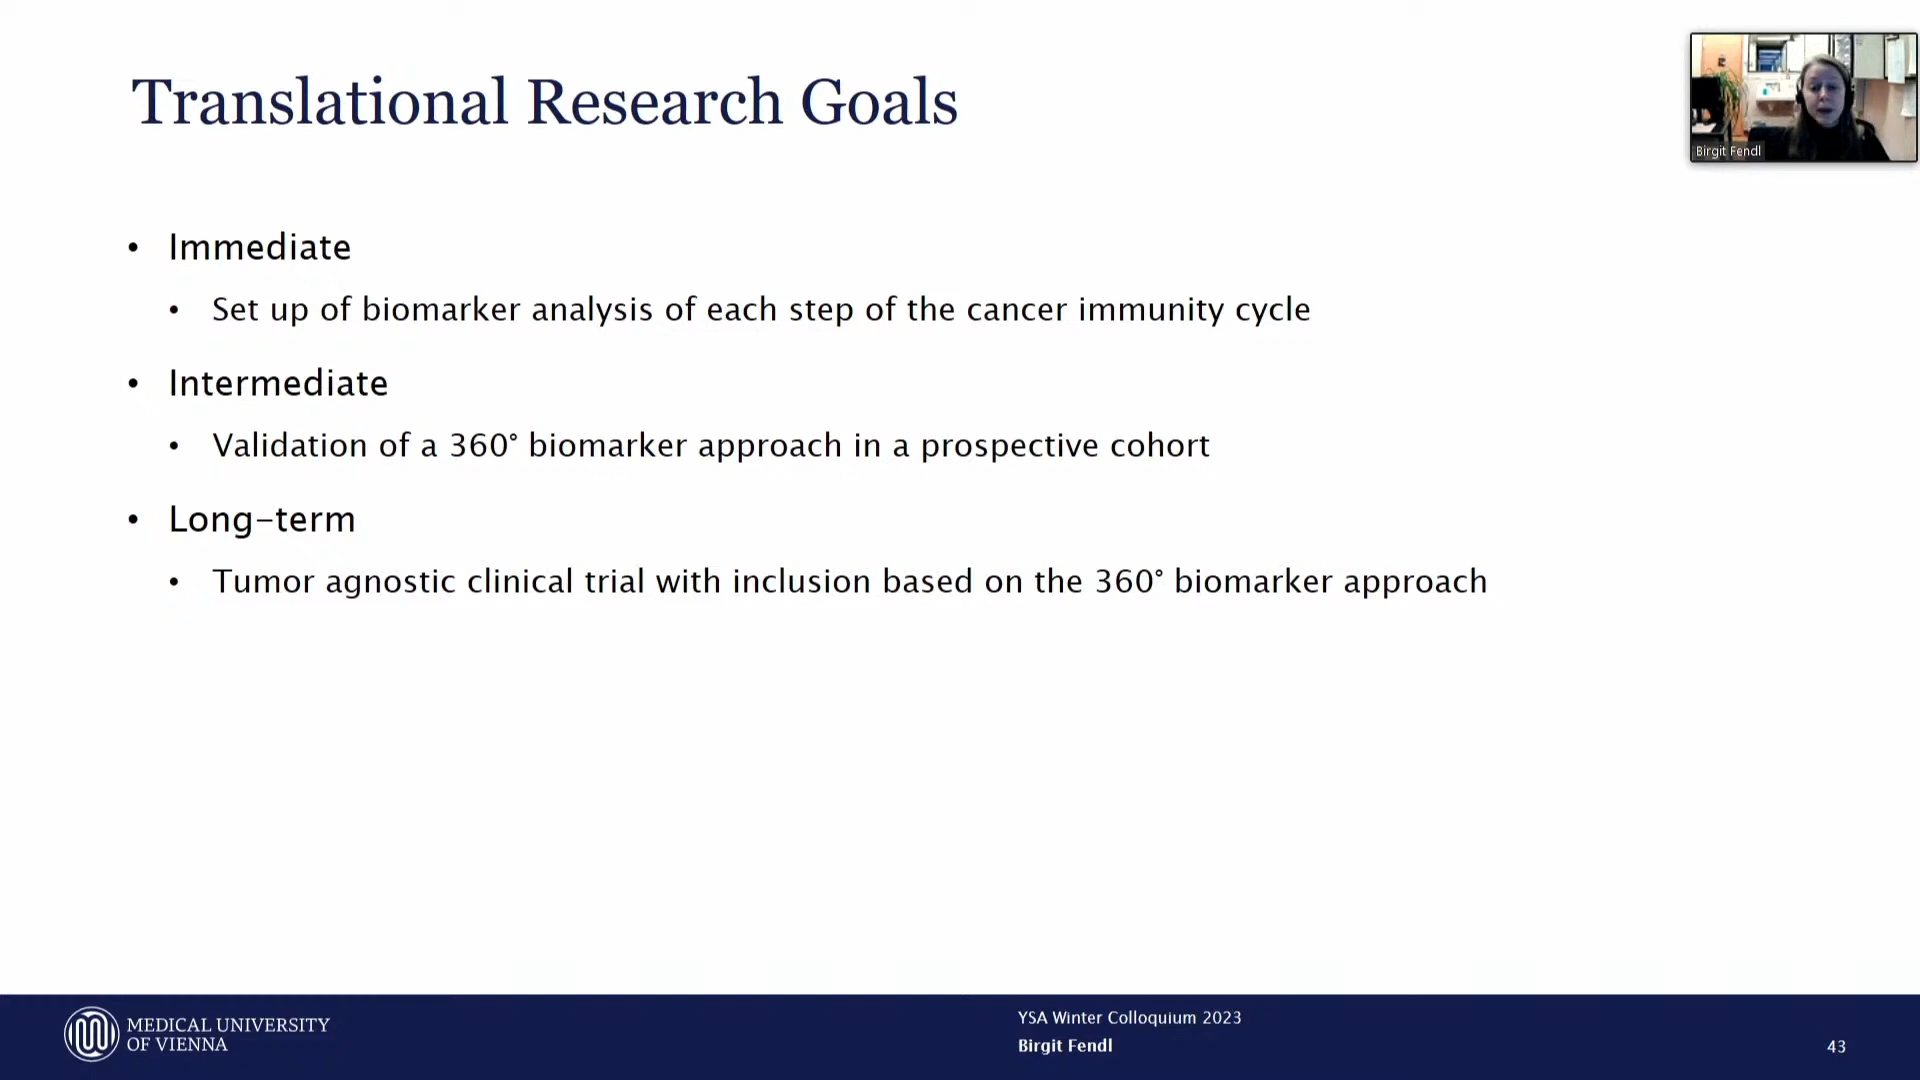 Translational Research Goals
Birgit Fendl
• Immediate
• Set up of biomarker analysis of each step of the cancer immunity cycle
• Intermediate
• Validation of a 360° biomarker approach in a prospective cohort
• Long-term
• Tumor agnostic clinical trial with inclusion based on the 360° biomarker approach
MEDICAL UNIVERSITY
OF VIENNA
YSA Winter Colloquium 2023
Birgit Fendl
43